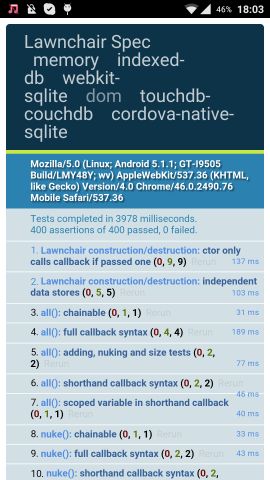 46% 18:03
Lawnchair Spec
memory indexed-
db webkit-
sqlite dom touchdb-
couchdb cordova-native-
sqlite
Mozilla/5.0 (Linux; Android 5.1.1; GT-I9505
Build/LMY48Y; wv) AppleWebKit/537.36 (KHTML,
like Gecko) Version/4.0 Chrome/46.0.2490.76
Mobile Safari/537.36
Tests completed in 3978 milliseconds.
400 assertions of 400 passed, 0 failed.
1. Lawnchair construction/destruction: ctor only
calls callback if passed one (0, 9, 9) Rerun 137 ms
2. Lawnchair construction/destruction: independent
data stores (0, 5, 5) Rerun 103 ms
3. all(): chainable (0, 1, 1) Rerun 31 ms
4. all(): full callback syntax (0, 4, 4) Rerun 189 ms
5. all(): adding, nuking and size tests (0, 2,
2) Rerun 77 ms
6. all(): shorthand callback syntax (0, 2, 2) Rerun
46 ms
7. all(): scoped variable in shorthand callback
(0, 1, 1) Rerun 40 ms
8. nuke(): chainable (0, 1, 1) Rerun 33 ms
9. nuke(): full callback syntax (0, 2, 2) Rerun 43 ms
10. nuke(): shorthand callback syntax (0, 2,